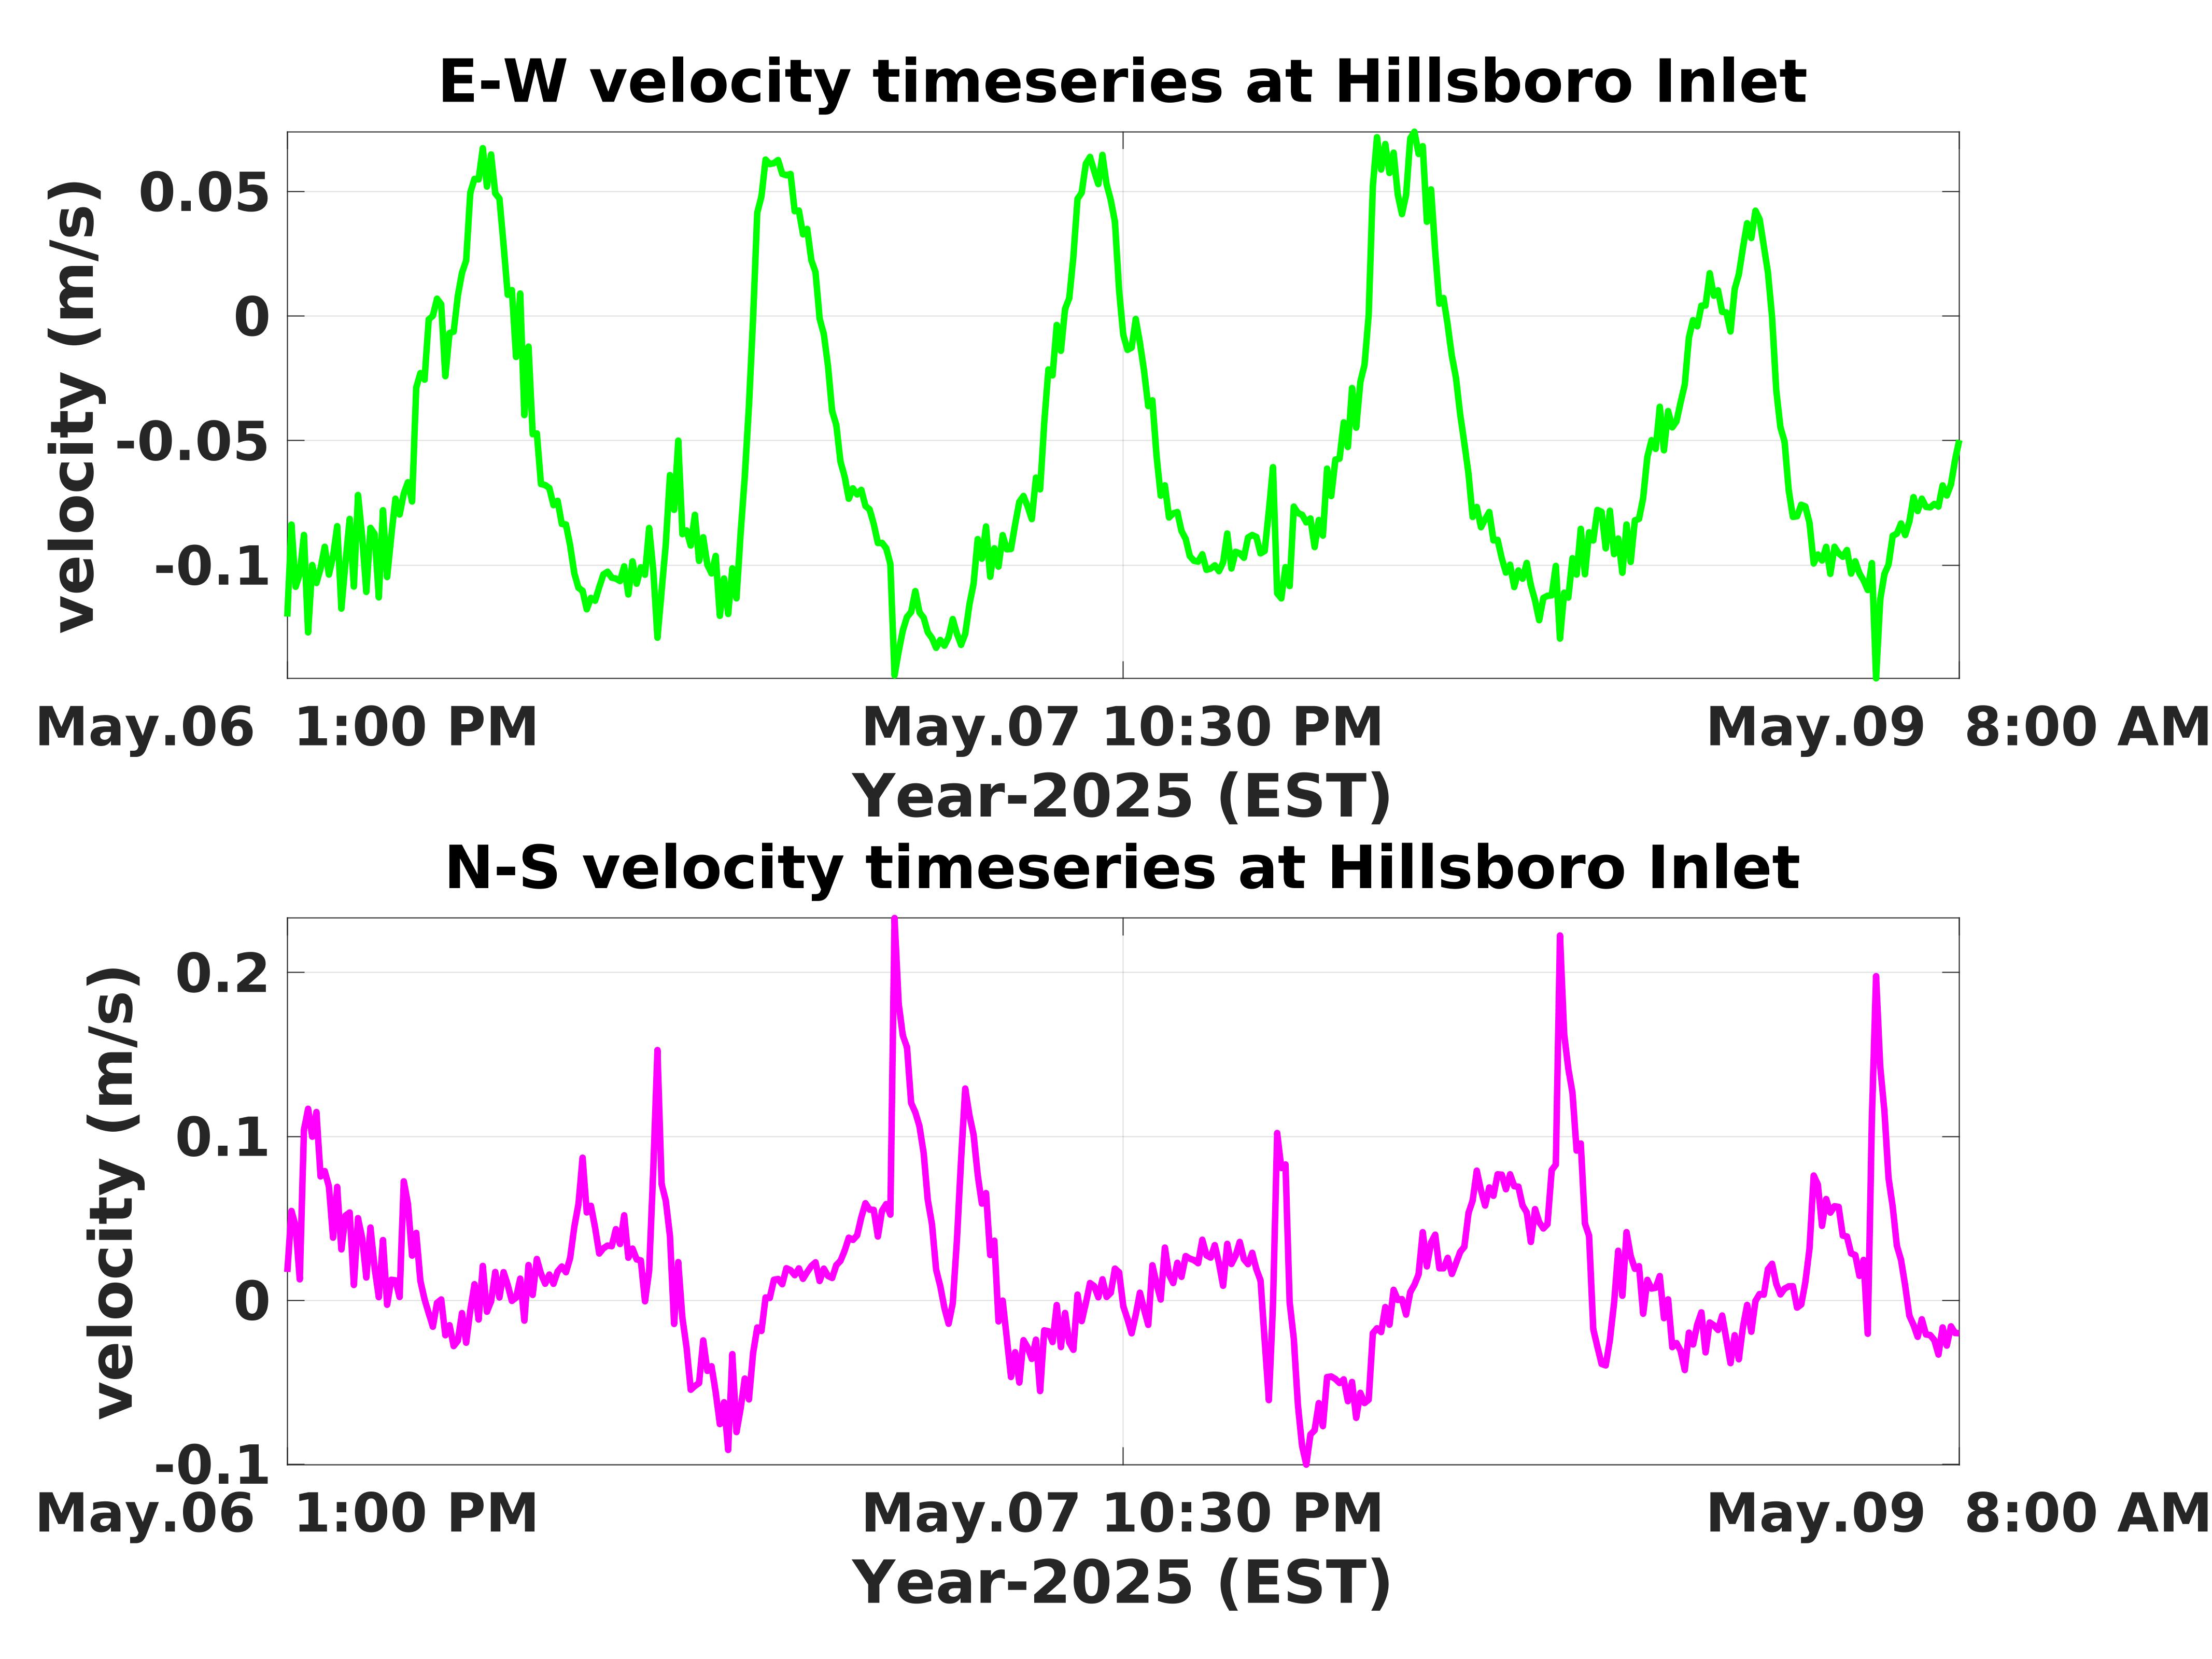 E-W velocity timeseries at Hillsboro Inlet
velocity (m/s)
0.05
0
-0.05
-0.1
May.06  1:00 PM
May.07 10:30 PM
May.09  8:00 AM
Year-2025 (EST)
N-S velocity timeseries at Hillsboro Inlet
velocity (m/s)
0.2
0.1
0
-0.1
May.06  1:00 PM
May.07 10:30 PM
May.09  8:00 AM
Year-2025 (EST)